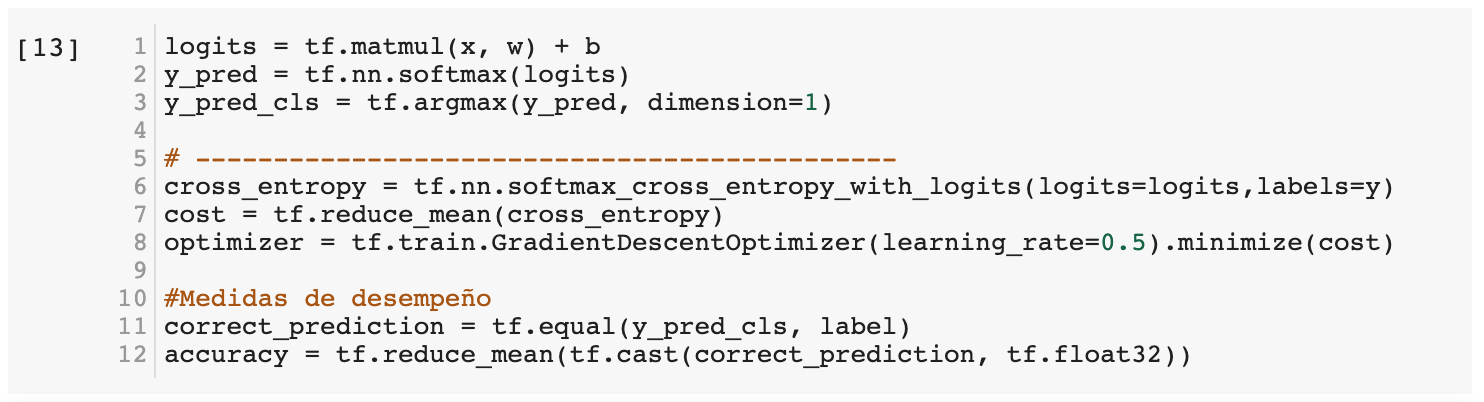 [13] 1 logits = tf.matmul(x, w) + b
2 y_pred = tf.nn.softmax(logits)
3 y_pred_cls = tf.argmax(y_pred, dimension=1)
4
5 # ---------------------------------------------
6 cross_entropy = tf.nn.softmax_cross_entropy_with_logits(logits=logits,labels=y)
7 cost = tf.reduce_mean(cross_entropy)
8 optimizer = tf.train.GradientDescentOptimizer(learning_rate=0.5).minimize(cost)
9
10 #Medidas de desempeño
11 correct_prediction = tf.equal(y_pred_cls, label)
12 accuracy = tf.reduce_mean(tf.cast(correct_prediction, tf.float32))